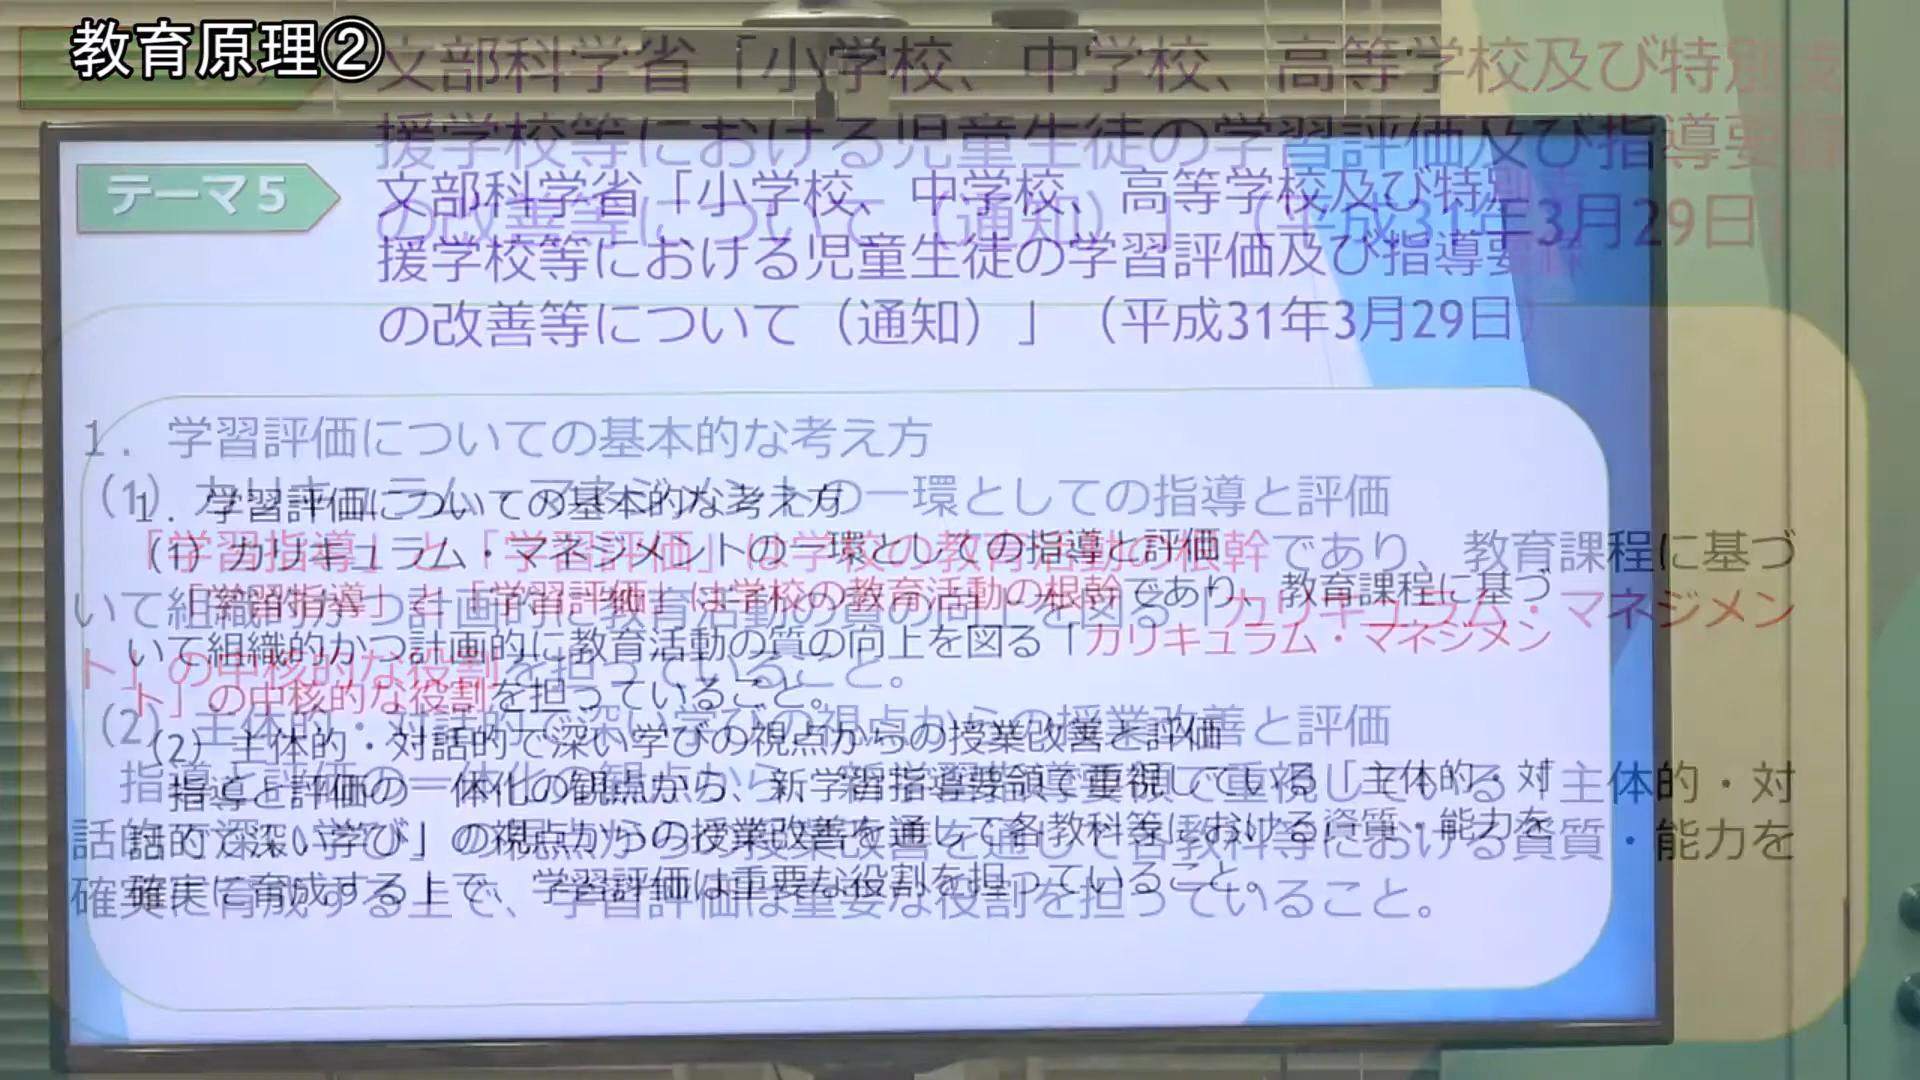 教育原理②
テーマ5
文部科学省「小学校、中学校、高等学校及び特別支
援学校等における児童生徒の学習評価及び指導要録
の改善等について（通知）」（平成31年3月29日）
1．学習評価についての基本的な考え方
（1）カリキュラム・マネジメントの一環としての指導と評価
「学習指導」と「学習評価」は学校の教育活動の根幹であり、教育課程に基づ
いて組織的かつ計画的に教育活動の質の向上を図る「カリキュラム・マネジメン
ト」の中核的な役割を担っていること。
（2）主体的・対話的で深い学びの視点からの授業改善と評価
指導と評価の一体化の観点から、新学習指導要領で重視している「主体的・対
話的で深い学び」の視点からの授業改善を通して各教科等における資質・能力を
確実に育成する上で、学習評価は重要な役割を担っていること。